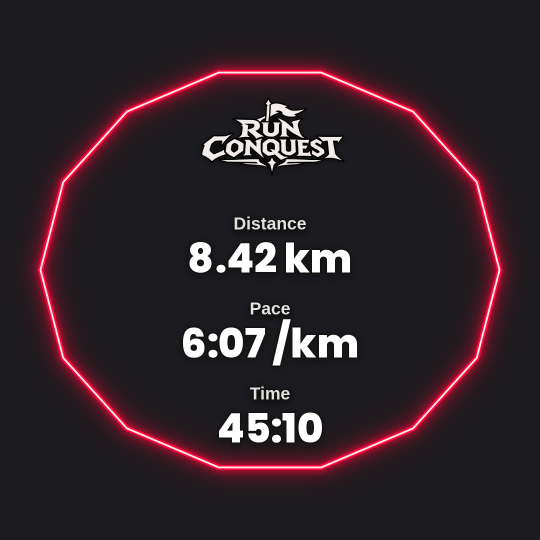 RUN
CONQUEST
Distance
8.42 km
Pace
6:07 /km
Time
45:10